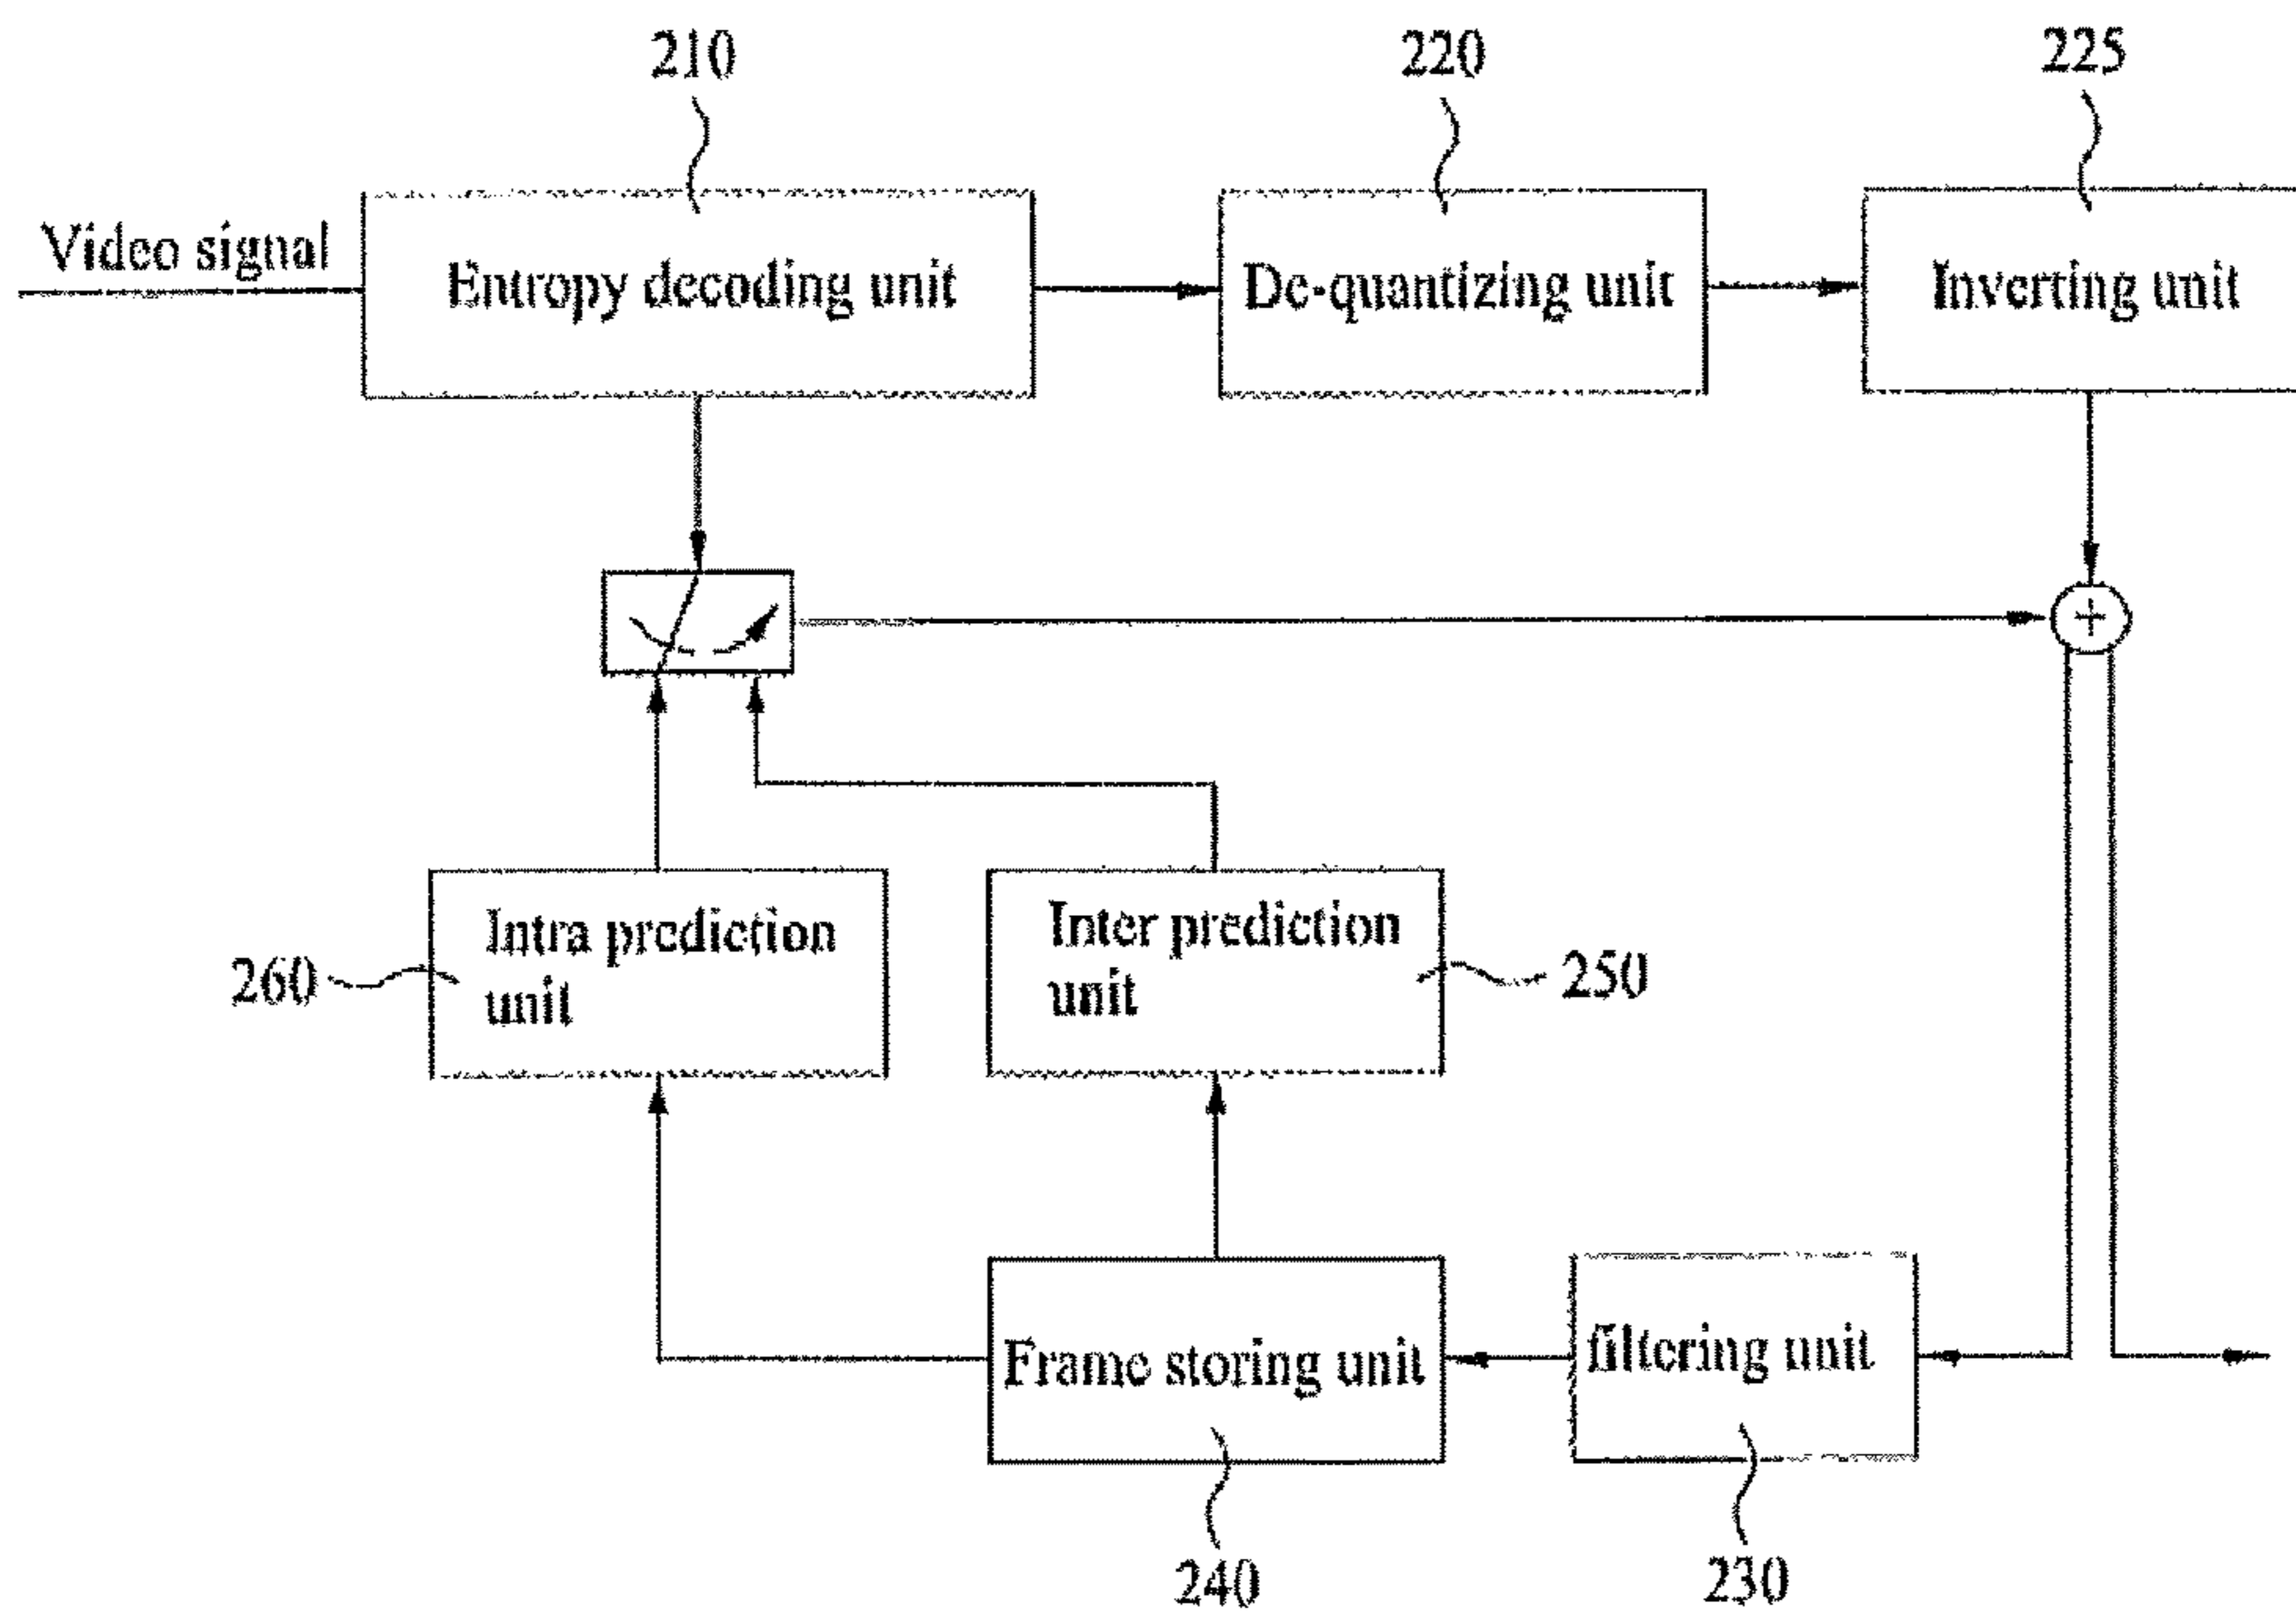 210
220
225
Video signal
Entropy decoding unit
De-quantizing unit
Inverting unit
+
Intra prediction
unit
Inter prediction
unit
260
250
Frame storing unit
filtering unit
240
230